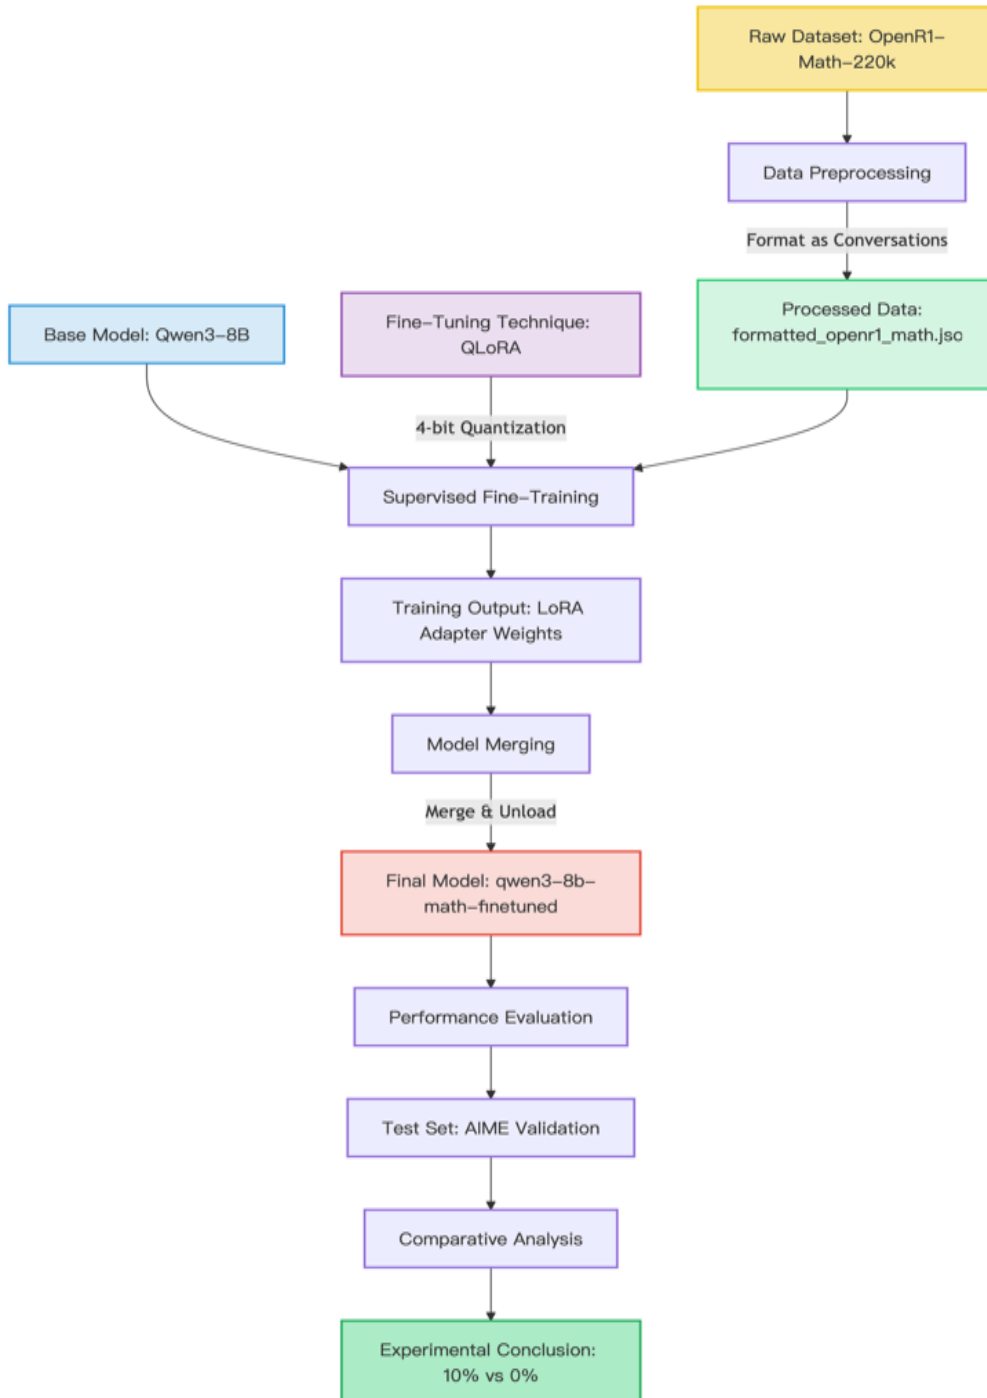 Raw Dataset: OpenR1-
Math-220k
Data Preprocessing
Format as Conversations
Base Model: Qwen3-8B
Fine-Tuning Technique:
QLoRA
Processed Data:
formatted_openr1_math.jso
4-bit Quantization
Supervised Fine-Training
Training Output: LoRA
Adapter Weights
Model Merging
Merge & Unload
Final Model: qwen3-8b-
math-finetuned
Performance Evaluation
Test Set: AIME Validation
Comparative Analysis
Experimental Conclusion:
10% vs 0%